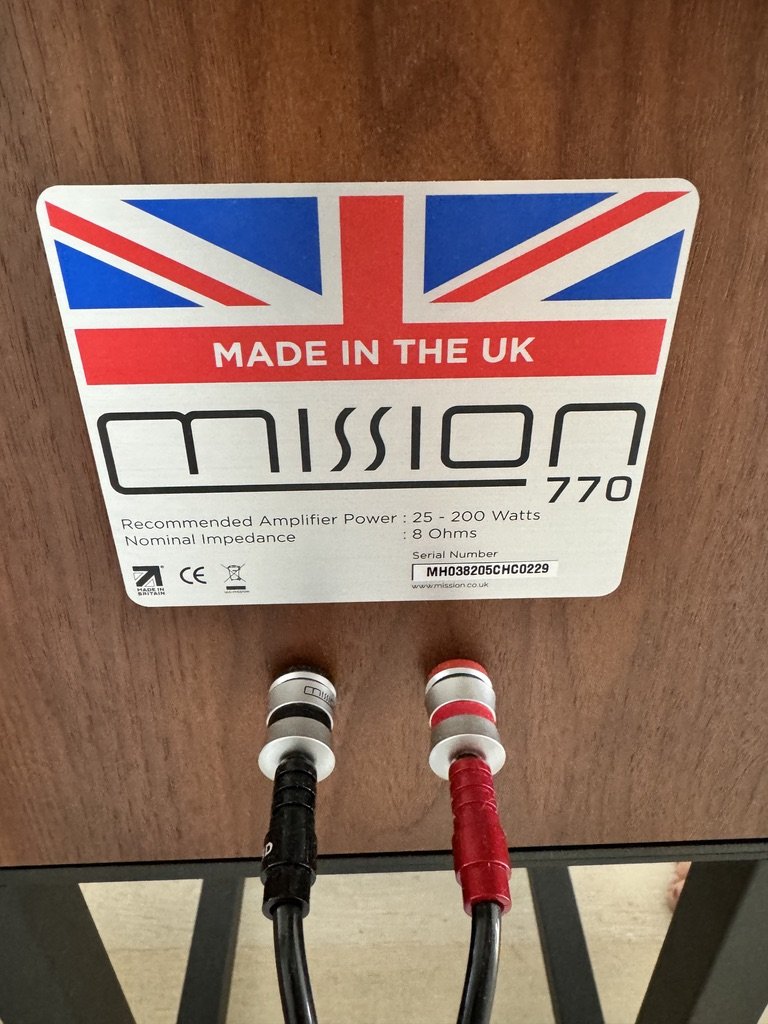 MADE IN THE UK
mission
770
Recommended Amplifier Power : 25 - 200 Watts
Nominal Impedance : 8 Ohms
Serial Number
MH038205CHC0229
www.mission.co.uk
MADE IN
BRITAIN
CE